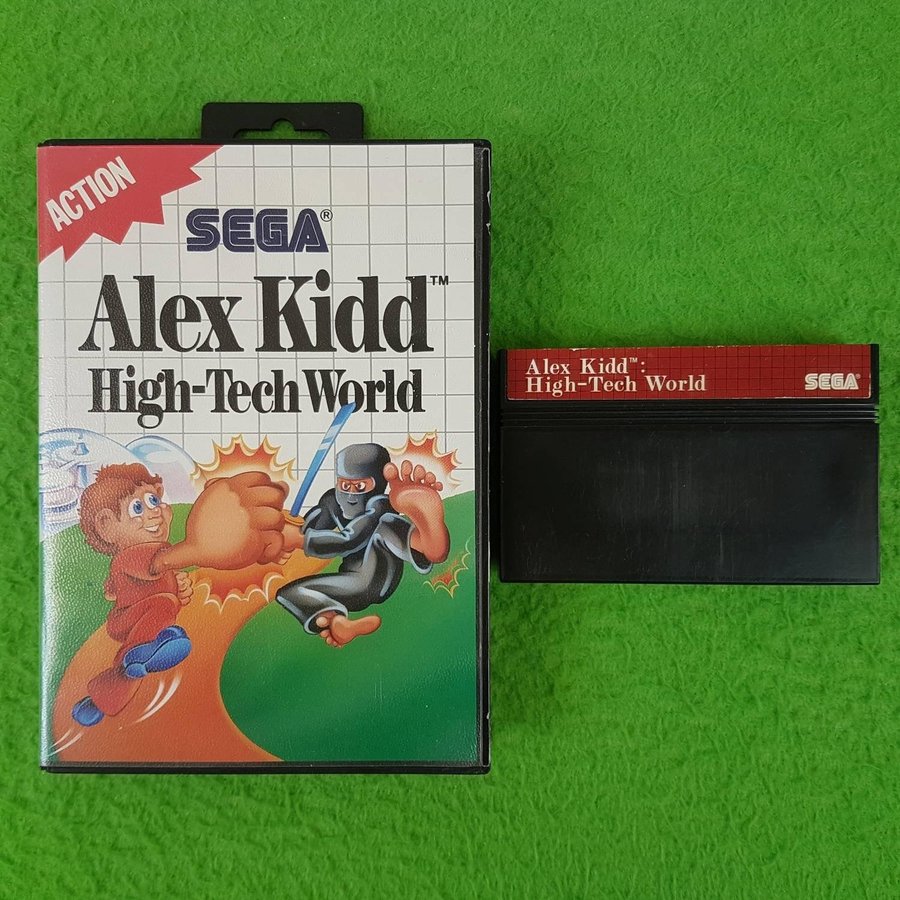 ACTION
SEGA®
Alex Kidd™
High-Tech World
Alex Kidd™:
High-Tech World
SEGA®